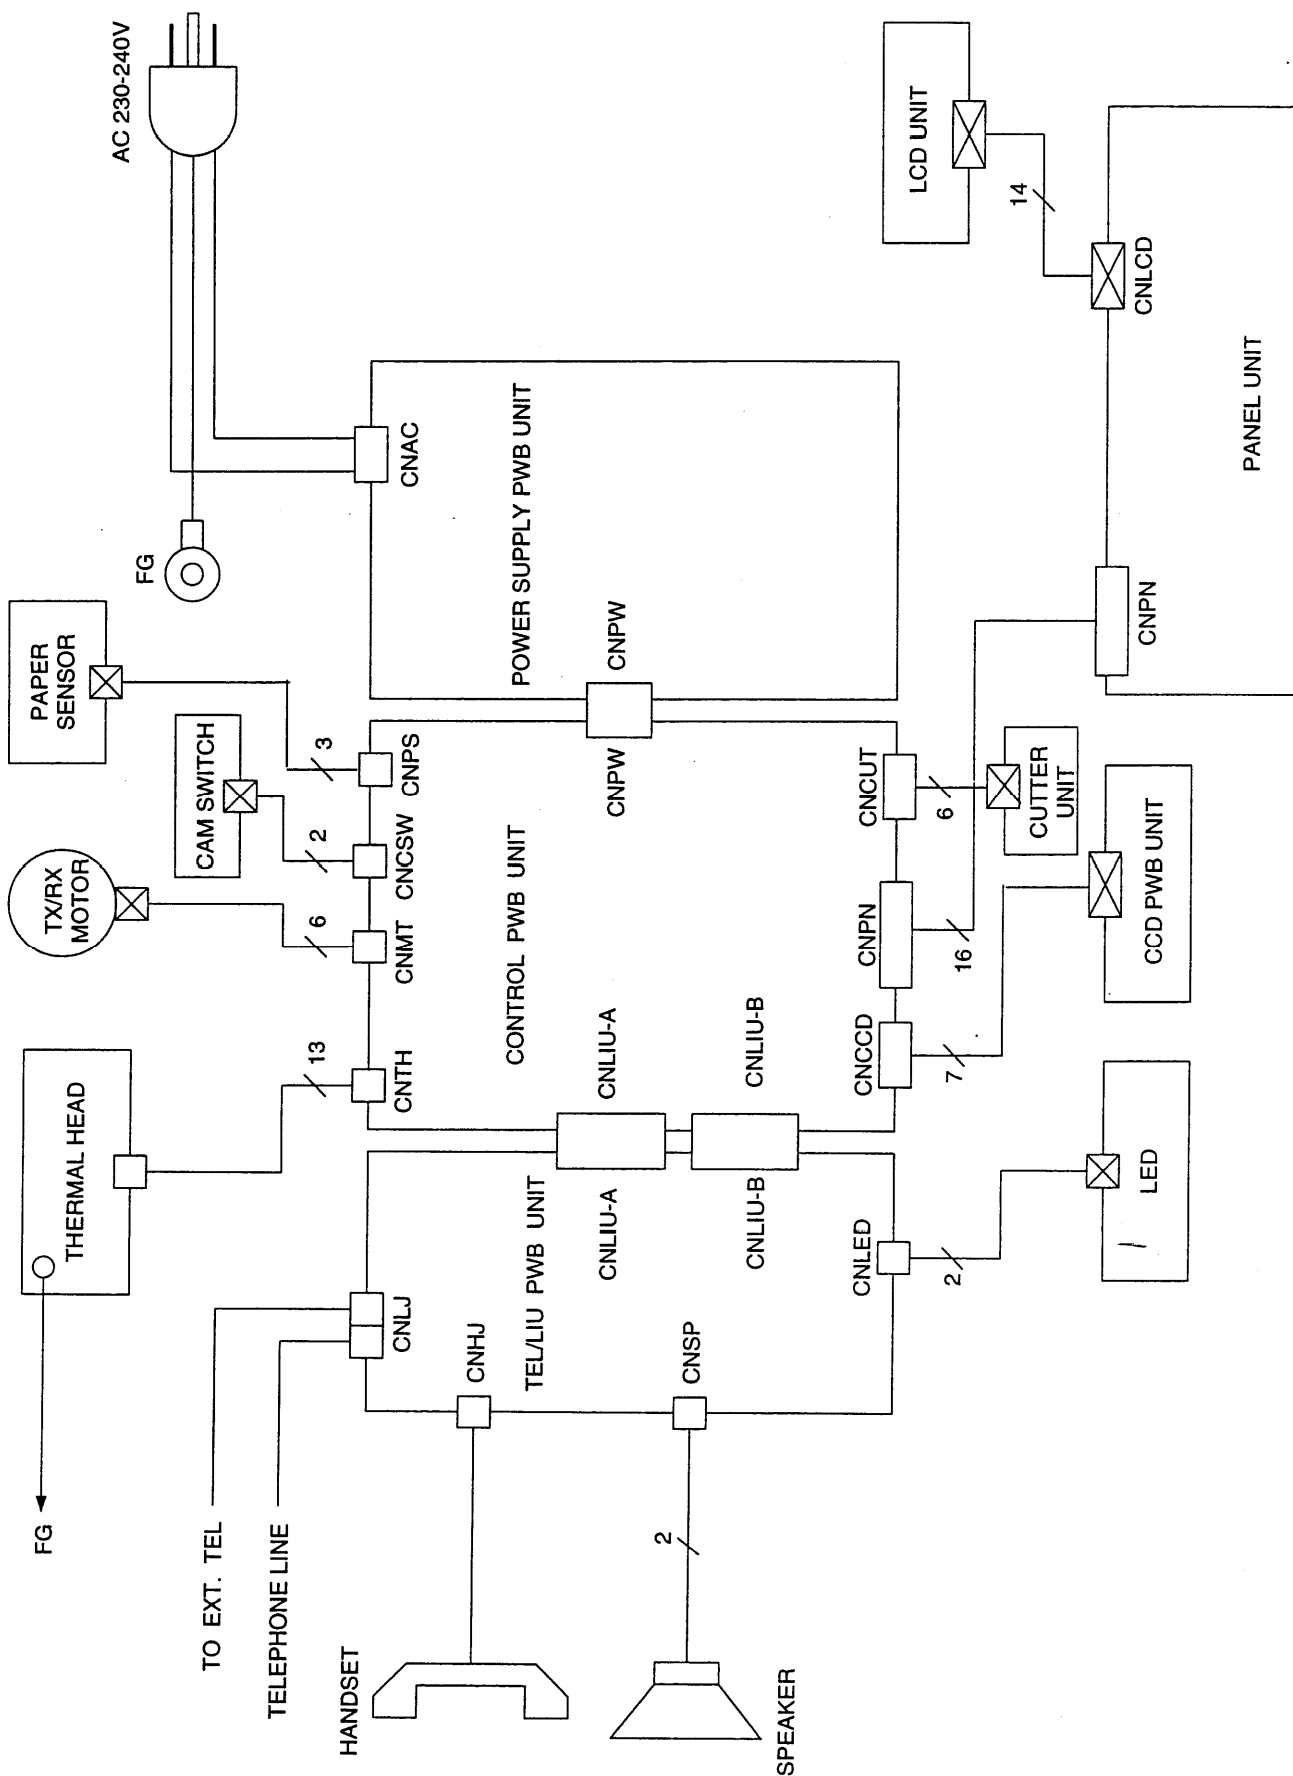 FG
TO EXT. TEL
TELEPHONE LINE
HANDSET
SPEAKER
THERMAL HEAD
TX/RX
MOTOR
CAM SWITCH
PAPER
SENSOR
FG
AC 230-240V
13
6
2
3
CNLJ
CNTH
CNMT
CNCSW
CNPS
CNAC
CNHJ
TEL/LIU PWB UNIT
CONTROL PWB UNIT
POWER SUPPLY PWB UNIT
CNLIU-A
CNLIU-A
CNPW
CNPW
CNSP
CNLIU-B
CNLIU-B
2
CNLED
CNCCD
CNPN
CNCUT
2
7
16
6
LED
CCD PWB UNIT
CUTTER
UNIT
CNPN
CNLCD
14
LCD UNIT
PANEL UNIT